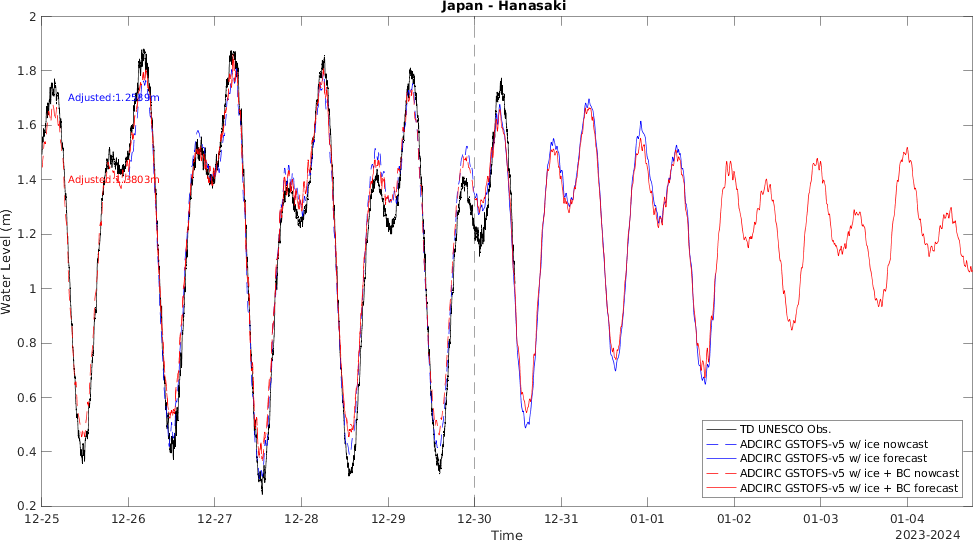 Japan - Hanasaki
2
1.8
1.6
1.4
1.2
1
0.8
0.6
0.4
0.2
Water Level (m)
Adjusted:1.2589m
Adjusted:1.3803m
TD UNESCO Obs.
ADCIRC GSTOFS-v5 w/ ice nowcast
ADCIRC GSTOFS-v5 w/ ice forecast
ADCIRC GSTOFS-v5 w/ ice + BC nowcast
ADCIRC GSTOFS-v5 w/ ice + BC forecast
12-25 12-26 12-27 12-28 12-29 12-30 12-31 01-01 01-02 01-03 01-04
Time
2023-2024